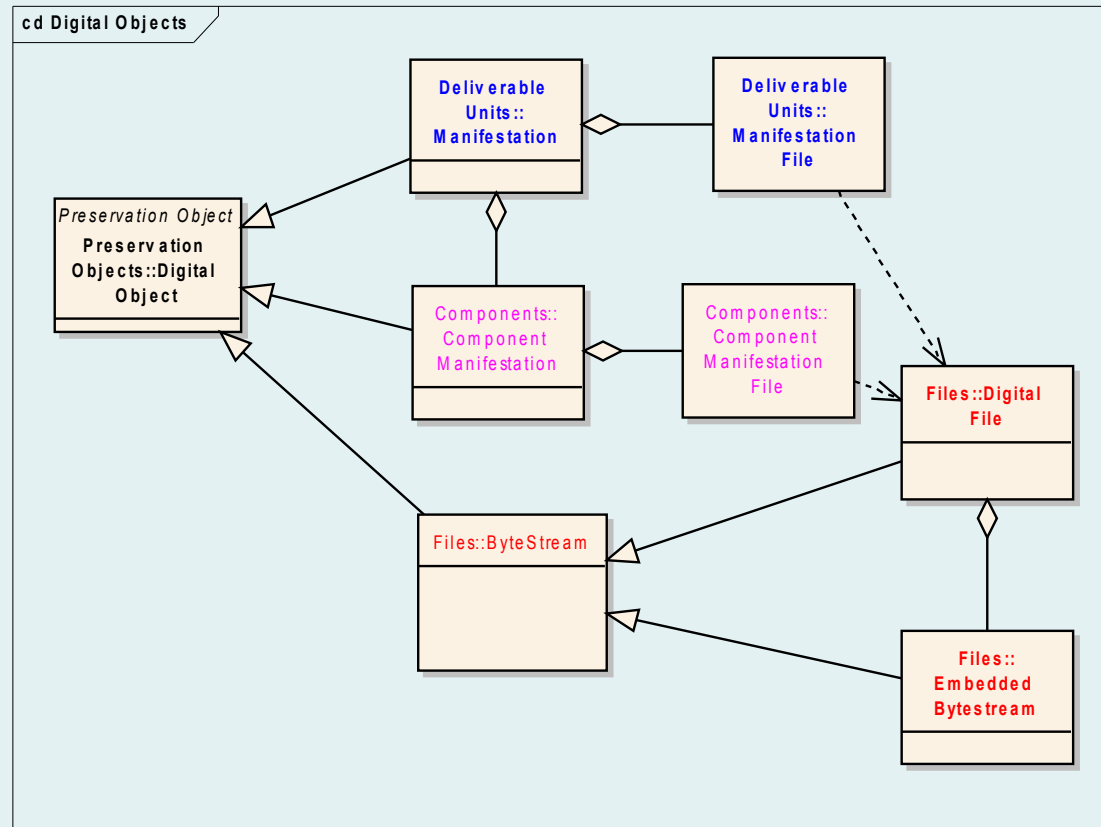 cd Digital Objects
Deliverable
Units::
Manifestation
Deliverable
Units::
Manifestation
File
Preservation Object
Preservation
Objects::Digital
Object
Components::
Component
Manifestation
Components::
Component
Manifestation
File
Files::Digital
File
Files::ByteStream
Files::
Embedded
Bytestream